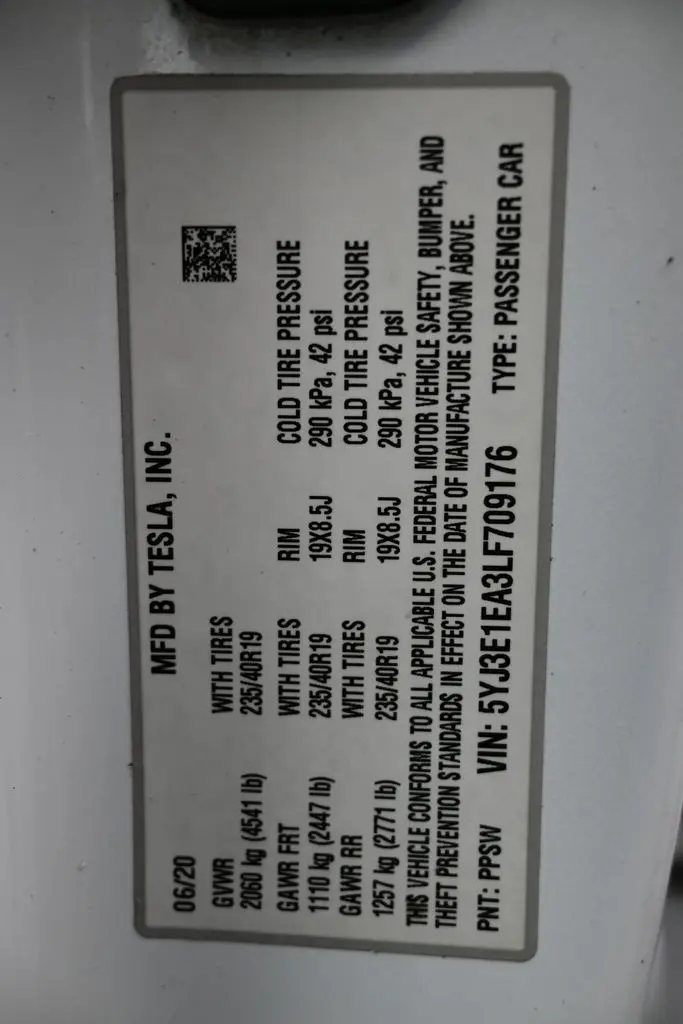 MFD BY TESLA, INC.
06/20
GVWR WITH TIRES
2060 kg (4541 lb) 235/40R19
GAWR FRT WITH TIRES RIM COLD TIRE PRESSURE
1110 kg (2447 lb) 235/40R19 19X8.5J 290 kPa, 42 psi
GAWR RR WITH TIRES RIM COLD TIRE PRESSURE
1257 kg (2771 lb) 235/40R19 19X8.5J 290 kPa, 42 psi
THIS VEHICLE CONFORMS TO ALL APPLICABLE U.S. FEDERAL MOTOR VEHICLE SAFETY, BUMPER, AND
THEFT PREVENTION STANDARDS IN EFFECT ON THE DATE OF MANUFACTURE SHOWN ABOVE.
PNT: PPSW VIN: 5YJ3E1EA3LF709176 TYPE: PASSENGER CAR